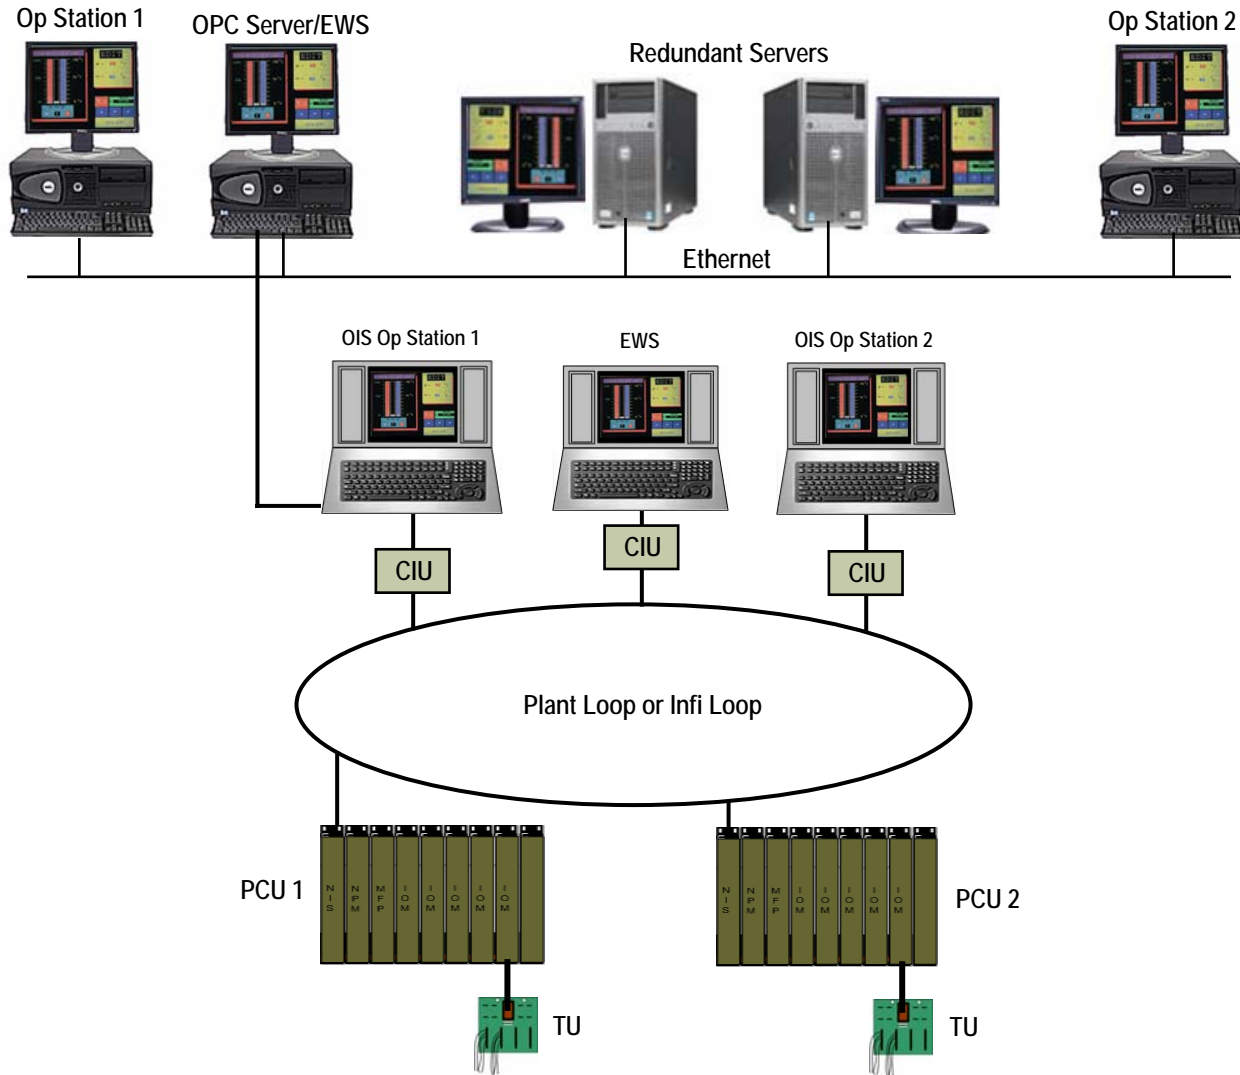 Op Station 1
OPC Server/EWS
Redundant Servers
Op Station 2
Ethernet
OIS Op Station 1
EWS
OIS Op Station 2
CIU
CIU
CIU
Plant Loop or Infi Loop
PCU 1
NIS
NPM
MFP
IOM
IOM
IOM
IOM
IOM
NIS
NPM
MFP
IOM
IOM
IOM
IOM
IOM
PCU 2
TU
TU